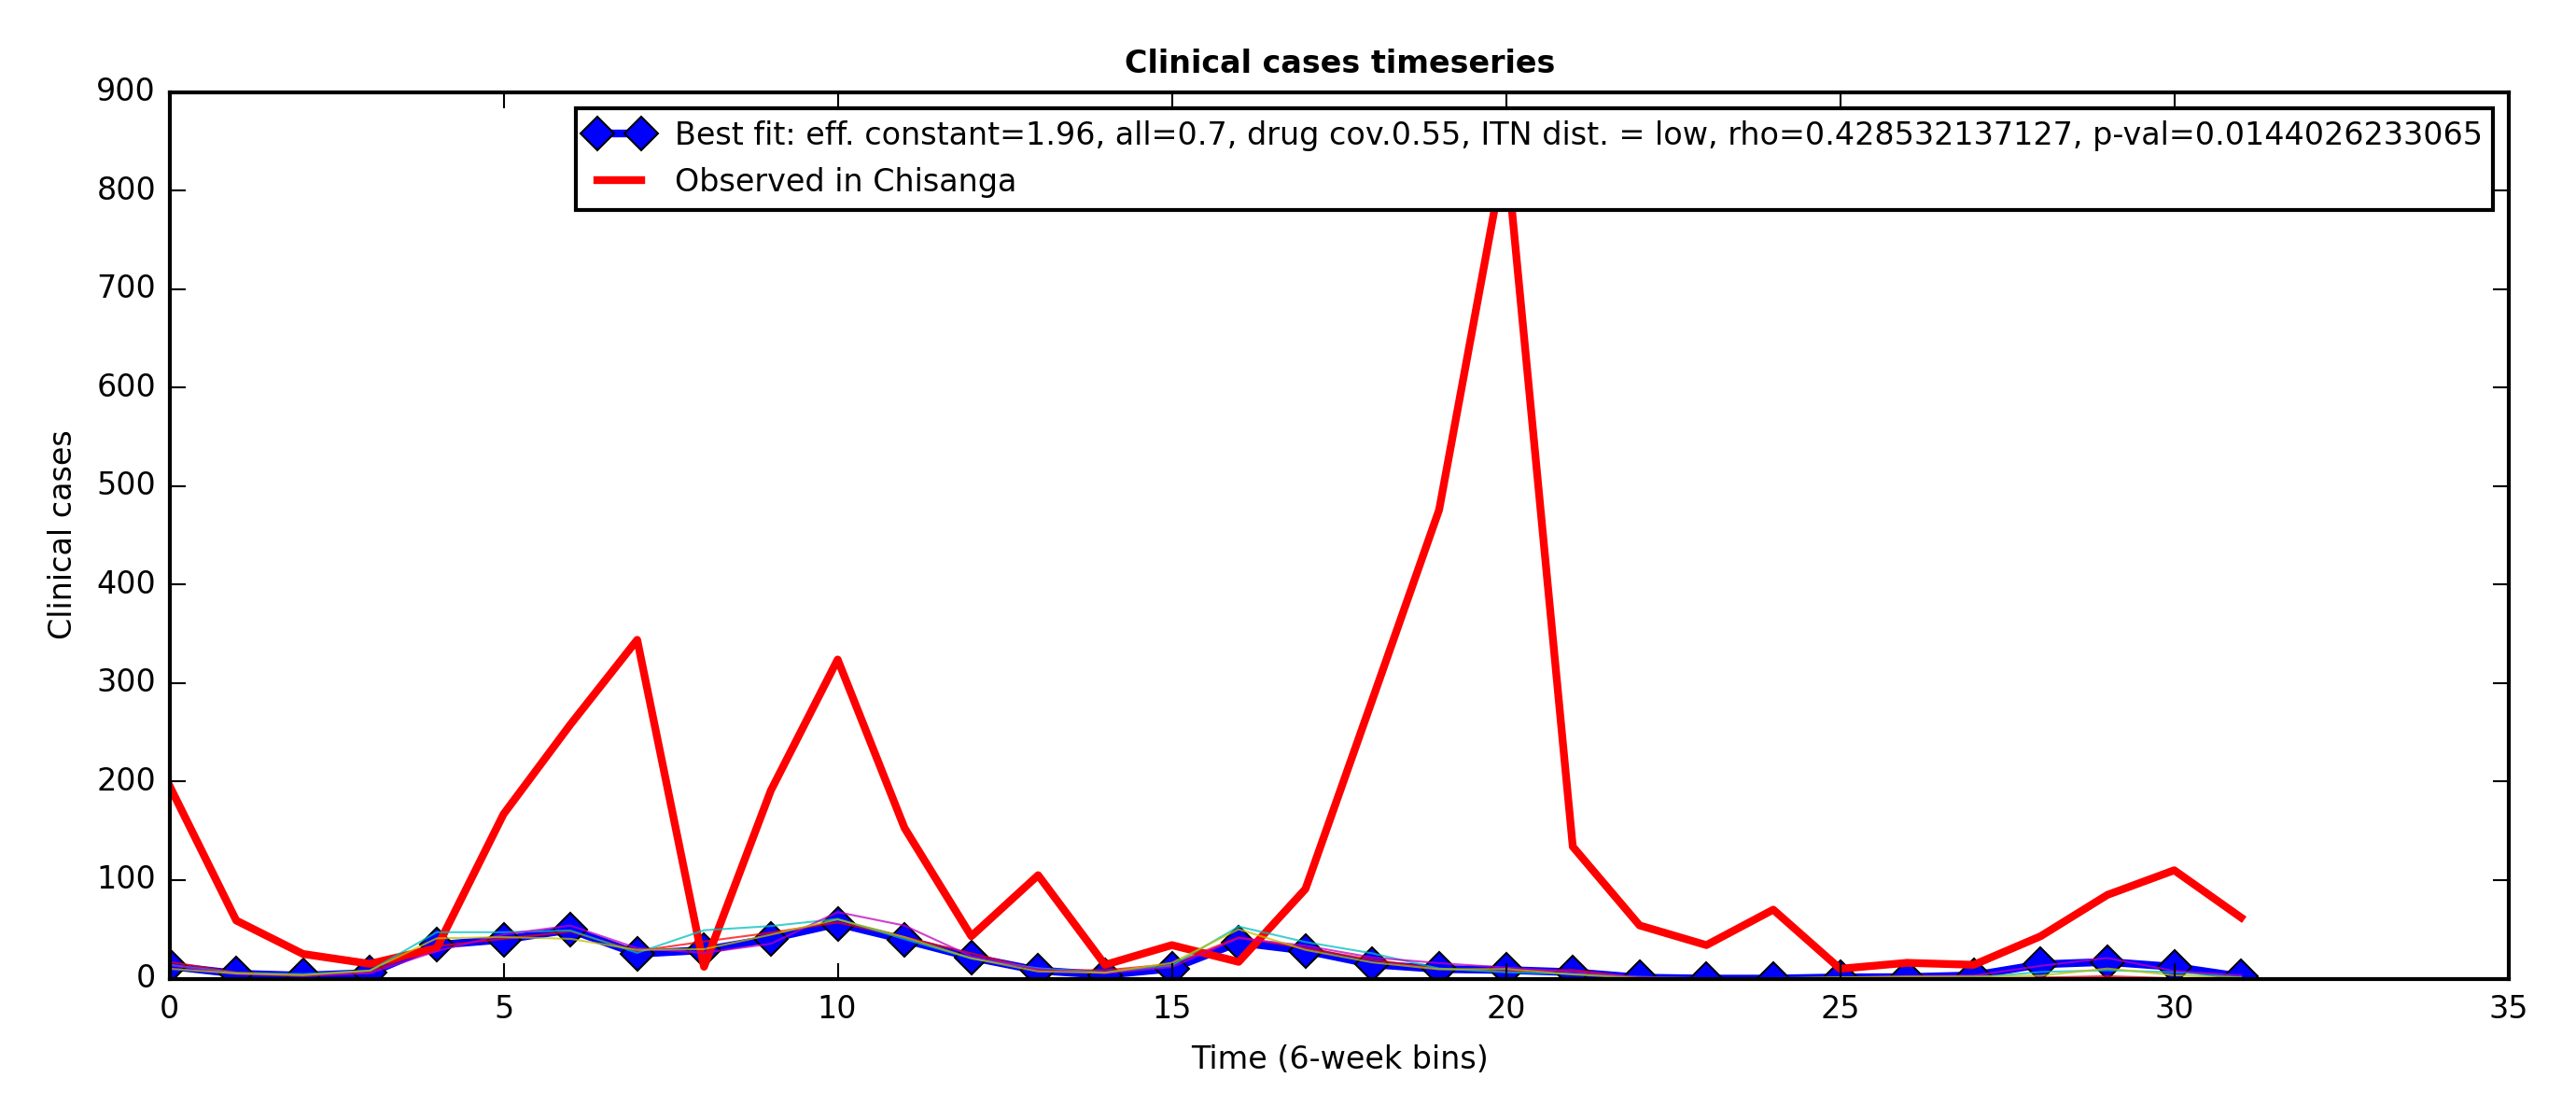 Clinical cases timeseries
Best fit: eff. constant=1.96, all=0.7, drug cov.0.55, ITN dist. = low, rho=0.428532137127, p-val=0.0144026233065
Observed in Chisanga
900
800
700
600
500
400
300
200
100
0
Clinical cases
0 5 10 15 20 25 30 35
Time (6-week bins)